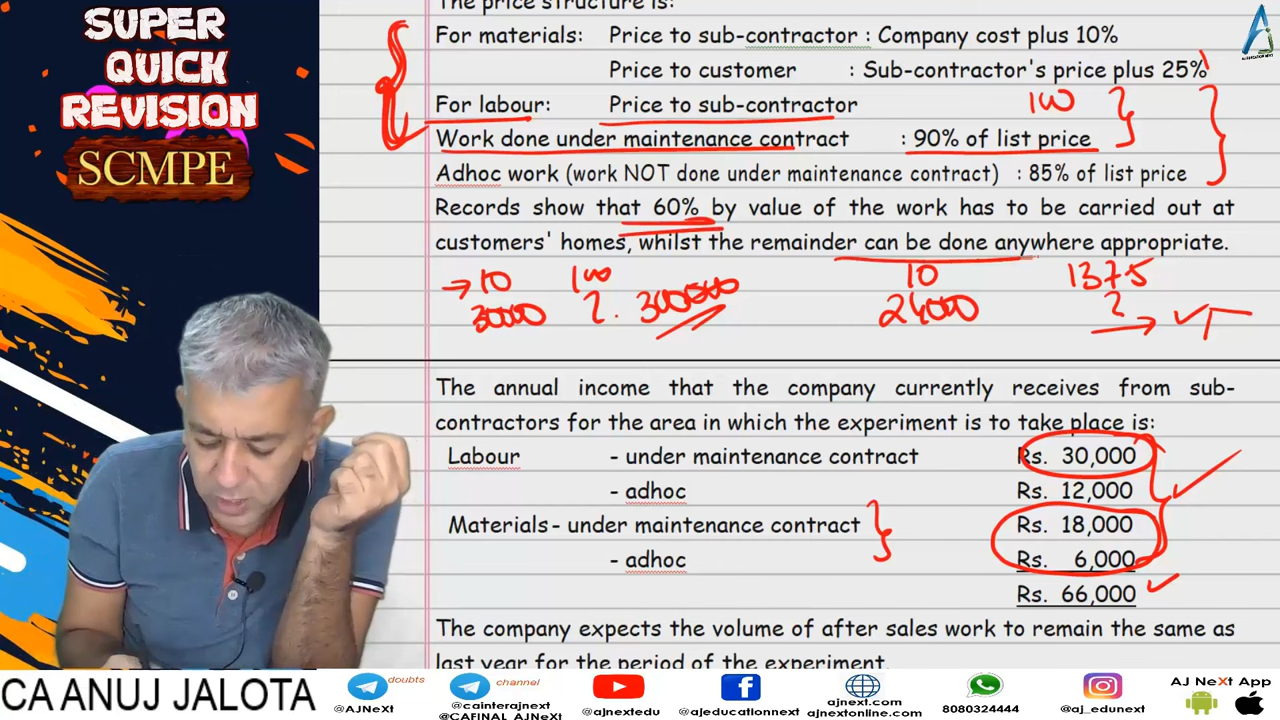 SUPER
QUICK
REVISION
SCMPE
The price structure is:
For materials: Price to sub-contractor : Company cost plus 10%
Price to customer : Sub-contractor's price plus 25%
For labour: Price to sub-contractor 100
Work done under maintenance contract : 90% of list price
Adhoc work (work NOT done under maintenance contract) : 85% of list price
Records show that 60% by value of the work has to be carried out at
customers' homes, whilst the remainder can be done anywhere appropriate.
→ 10 100 10 137.5
30000 ? 300000 24000 ?
The annual income that the company currently receives from sub-
contractors for the area in which the experiment is to take place is:
Labour - under maintenance contract Rs. 30,000
- adhoc Rs. 12,000
Materials - under maintenance contract Rs. 18,000
- adhoc Rs. 6,000
Rs. 66,000
The company expects the volume of after sales work to remain the same as
last year for the period of the experiment.
CA ANUJ JALOTA
doubts
@AJNeXt
channel
@cainterajnext
@CAFINAL_AJNeXt
@ajnextedu
@ajeducationnext
ajnext.com
ajnextonline.com
8080324444
@aj_edunext
AJ NeXt App